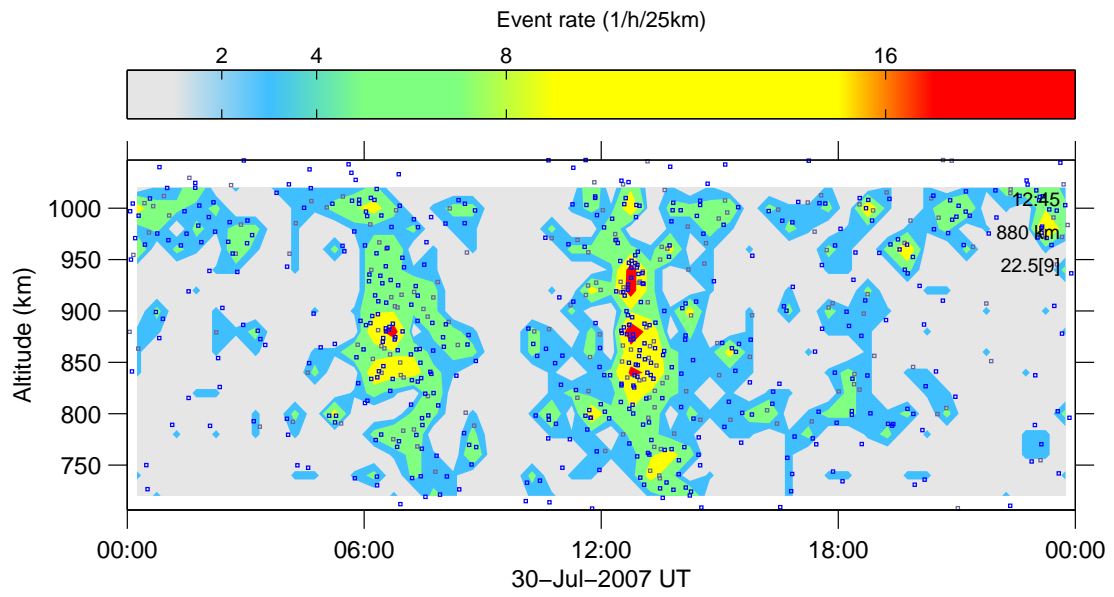 Event rate (1/h/25km)
2 4 8 16
Altitude (km)
1000
950
900
850
800
750
12:45
880 km
22.5[9]
00:00 06:00 12:00 18:00 00:00
30−Jul−2007 UT